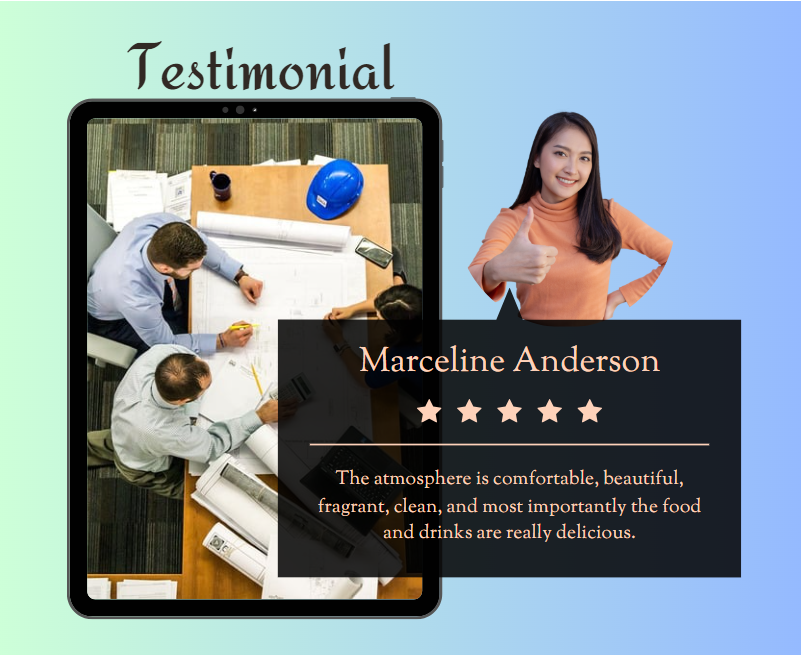 Testimonial
Marceline Anderson
The atmosphere is comfortable, beautiful,
fragrant, clean, and most importantly the food
and drinks are really delicious.